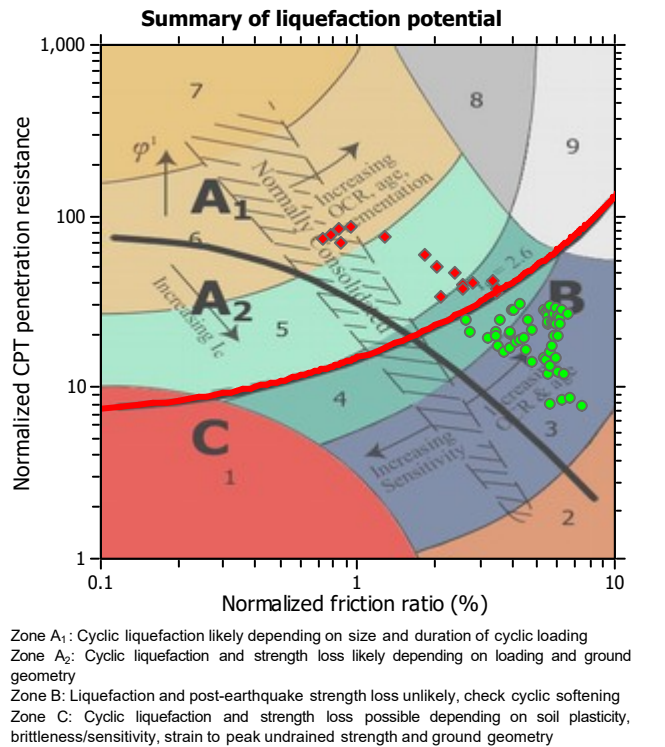 Summary of liquefaction potential
Normalized CPT penetration resistance
1,000
100
10
1
7
8
9
φ'
A1
Increasing
OCR, age,
cementation
Normally Consolidated
6
A2
Increasing Ic
5
Ic = 2.6
B
4
Increasing
OCR & age
3
C
1
Increasing
Sensitivity
2
0.1
1
10
Normalized friction ratio (%)
Zone A1: Cyclic liquefaction likely depending on size and duration of cyclic loading
Zone A2: Cyclic liquefaction and strength loss likely depending on loading and ground
geometry
Zone B: Liquefaction and post-earthquake strength loss unlikely, check cyclic softening
Zone C: Cyclic liquefaction and strength loss possible depending on soil plasticity,
brittleness/sensitivity, strain to peak undrained strength and ground geometry